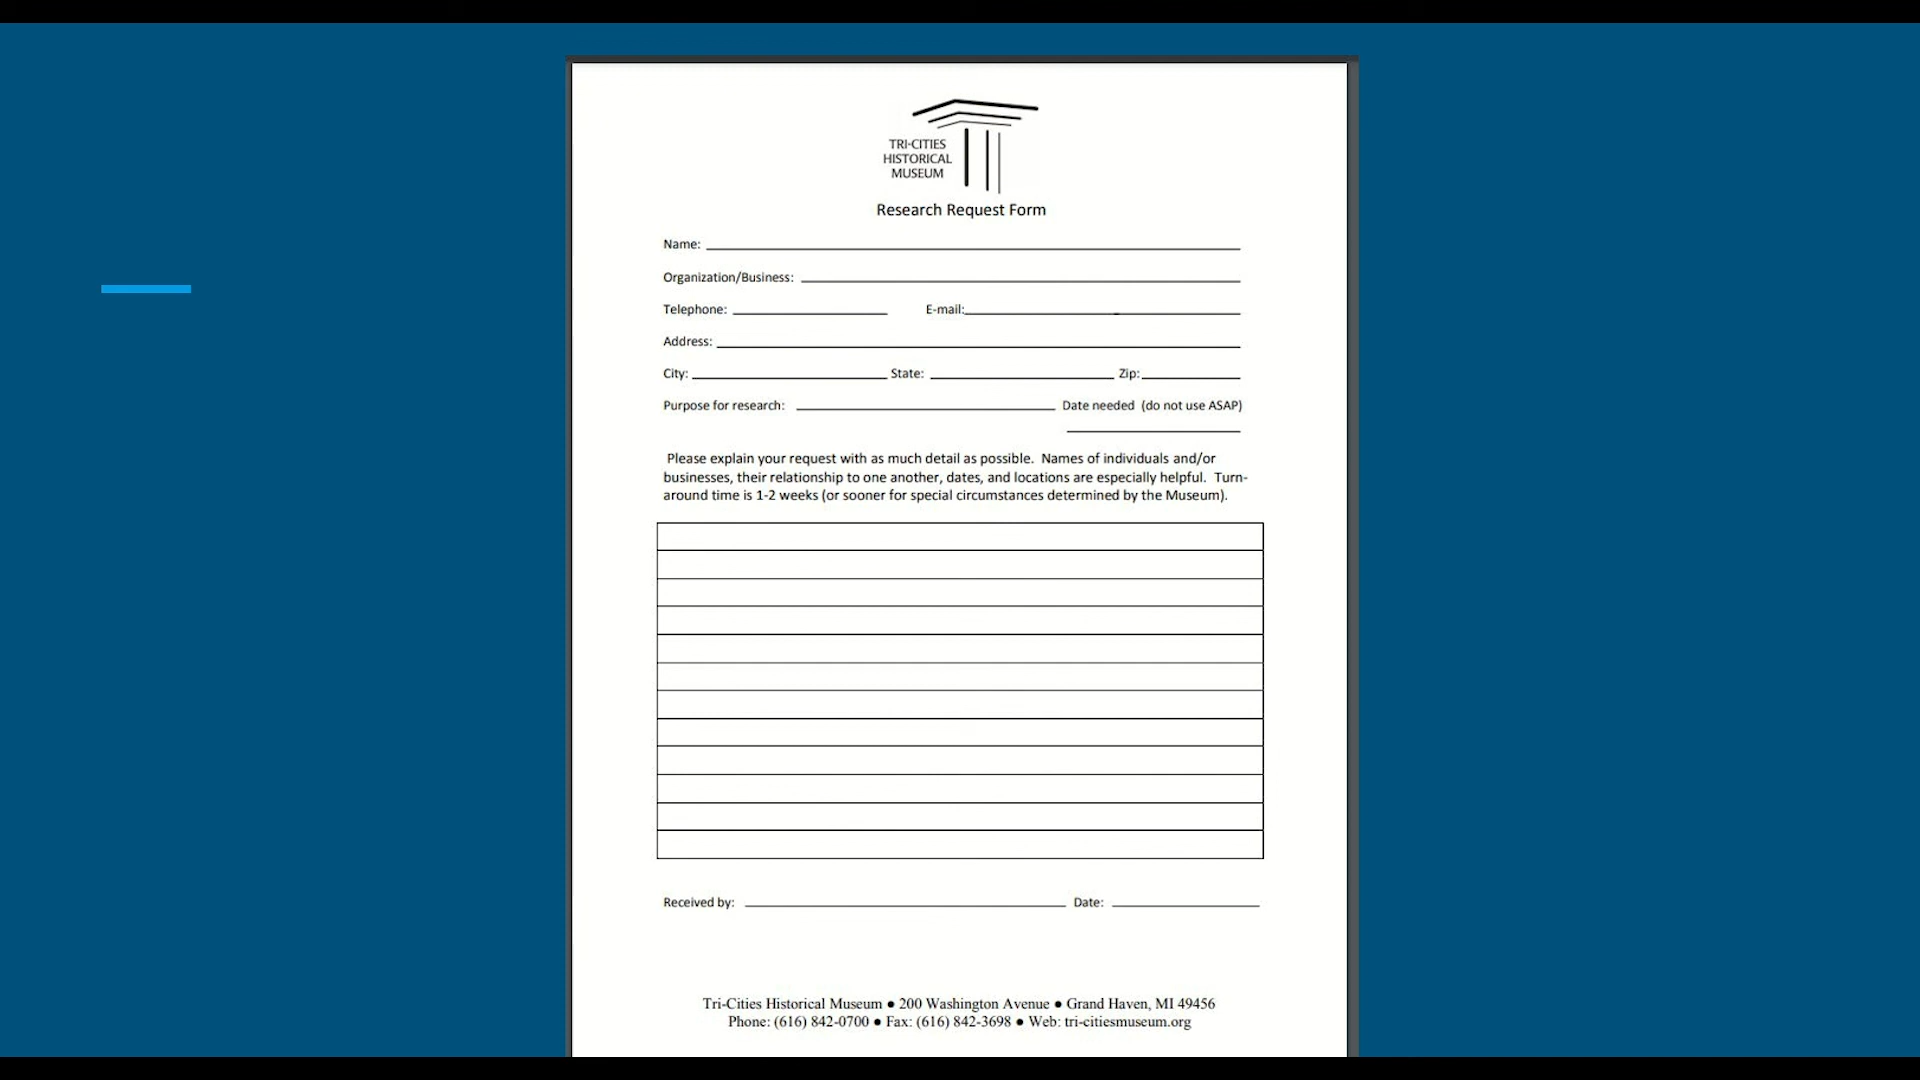 TRI-CITIES
HISTORICAL
MUSEUM
Research Request Form
Name:
Organization/Business:
Telephone: E-mail:
Address:
City: State: Zip:
Purpose for research: Date needed (do not use ASAP)
Please explain your request with as much detail as possible. Names of individuals and/or
businesses, their relationship to one another, dates, and locations are especially helpful. Turn-
around time is 1-2 weeks (or sooner for special circumstances determined by the Museum).
Received by: Date:
Tri-Cities Historical Museum ● 200 Washington Avenue ● Grand Haven, MI 49456
Phone: (616) 842-0700 ● Fax: (616) 842-3698 ● Web: tri-citiesmuseum.org